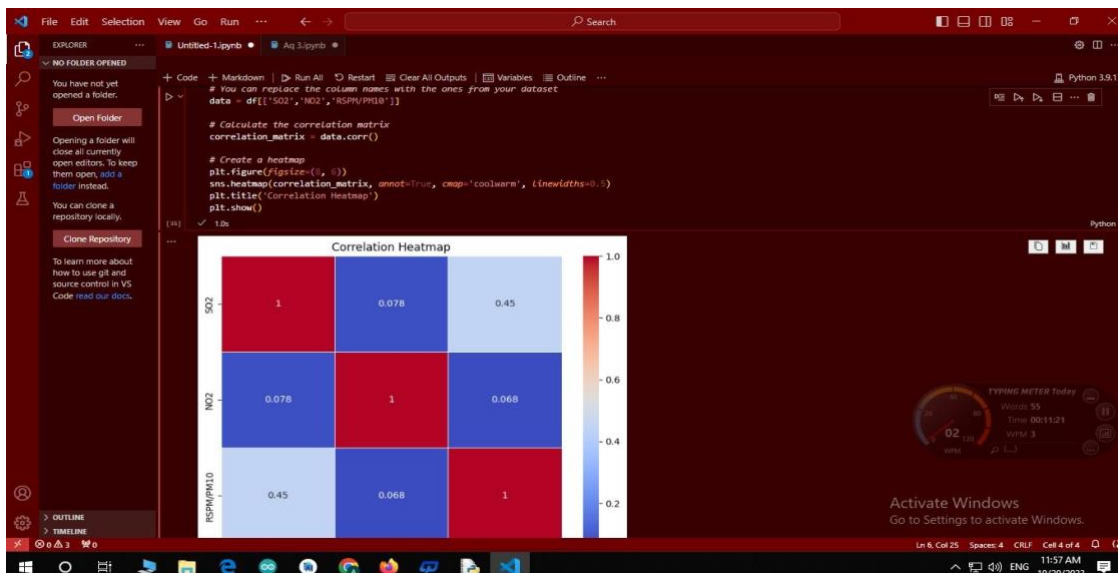 File Edit Selection View Go Run ··· Search
EXPLORER ···
NO FOLDER OPENED
You have not yet
opened a folder.
Open Folder
Opening a folder will
close all currently
open editors. To keep
them open, add a
folder instead.
You can clone a
repository locally.
Clone Repository
To learn more about
how to use git and
source control in VS
Code read our docs.
OUTLINE
TIMELINE
Untitled-1.ipynb ● Aq 3.ipynb ●
+ Code + Markdown | Run All Restart Clear All Outputs | Variables Outline ···
Python 3.9.1
# You can replace the column names with the ones from your dataset
data = df[['SO2','NO2','RSPM/PM10']]
# Calculate the correlation matrix
correlation_matrix = data.corr()
# Create a heatmap
plt.figure(figsize=(8, 6))
sns.heatmap(correlation_matrix, annot=True, cmap='coolwarm', linewidths=0.5)
plt.title('Correlation Heatmap')
plt.show()
✓ 1.0s
Python
Correlation Heatmap
SO2 1 0.078 0.45
NO2 0.078 1 0.068
RSPM/PM10 0.45 0.068 1
1.0
0.8
0.6
0.4
0.2
TYPING METER Today
Words 55
Time 00:11:21
WPM 3
02
WPM
Activate Windows
Go to Settings to activate Windows.
0 3 0
Ln 6, Col 25 Spaces: 4 CRLF Cell 4 of 4
ENG 11:57 AM